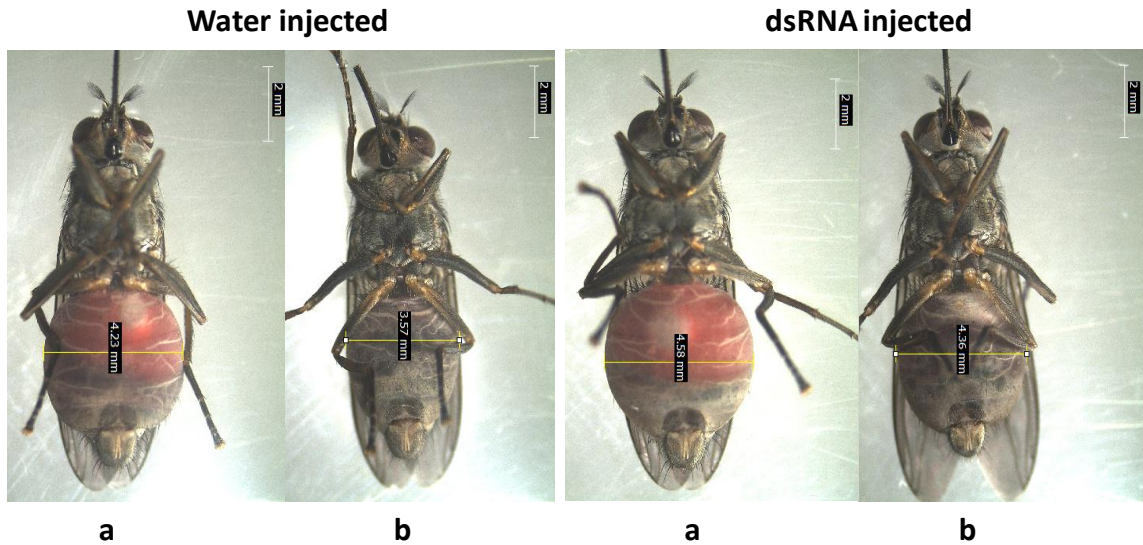 Water injected
dsRNA injected
2 mm
4.23 mm
2 mm
3.57 mm
2 mm
4.58 mm
2 mm
4.36 mm
a
b
a
b